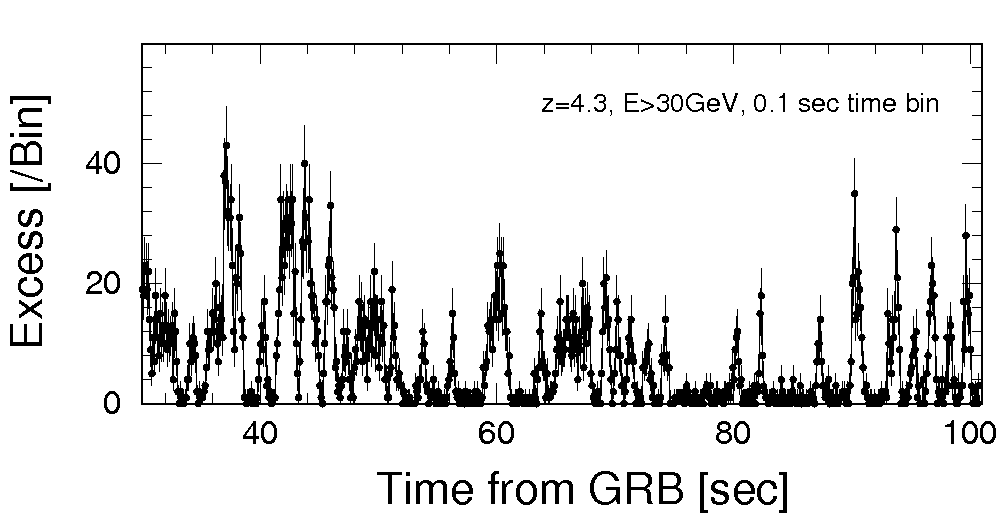 z=4.3, E>30GeV, 0.1 sec time bin
Excess [/Bin]
40
20
0
40 60 80 100
Time from GRB [sec]